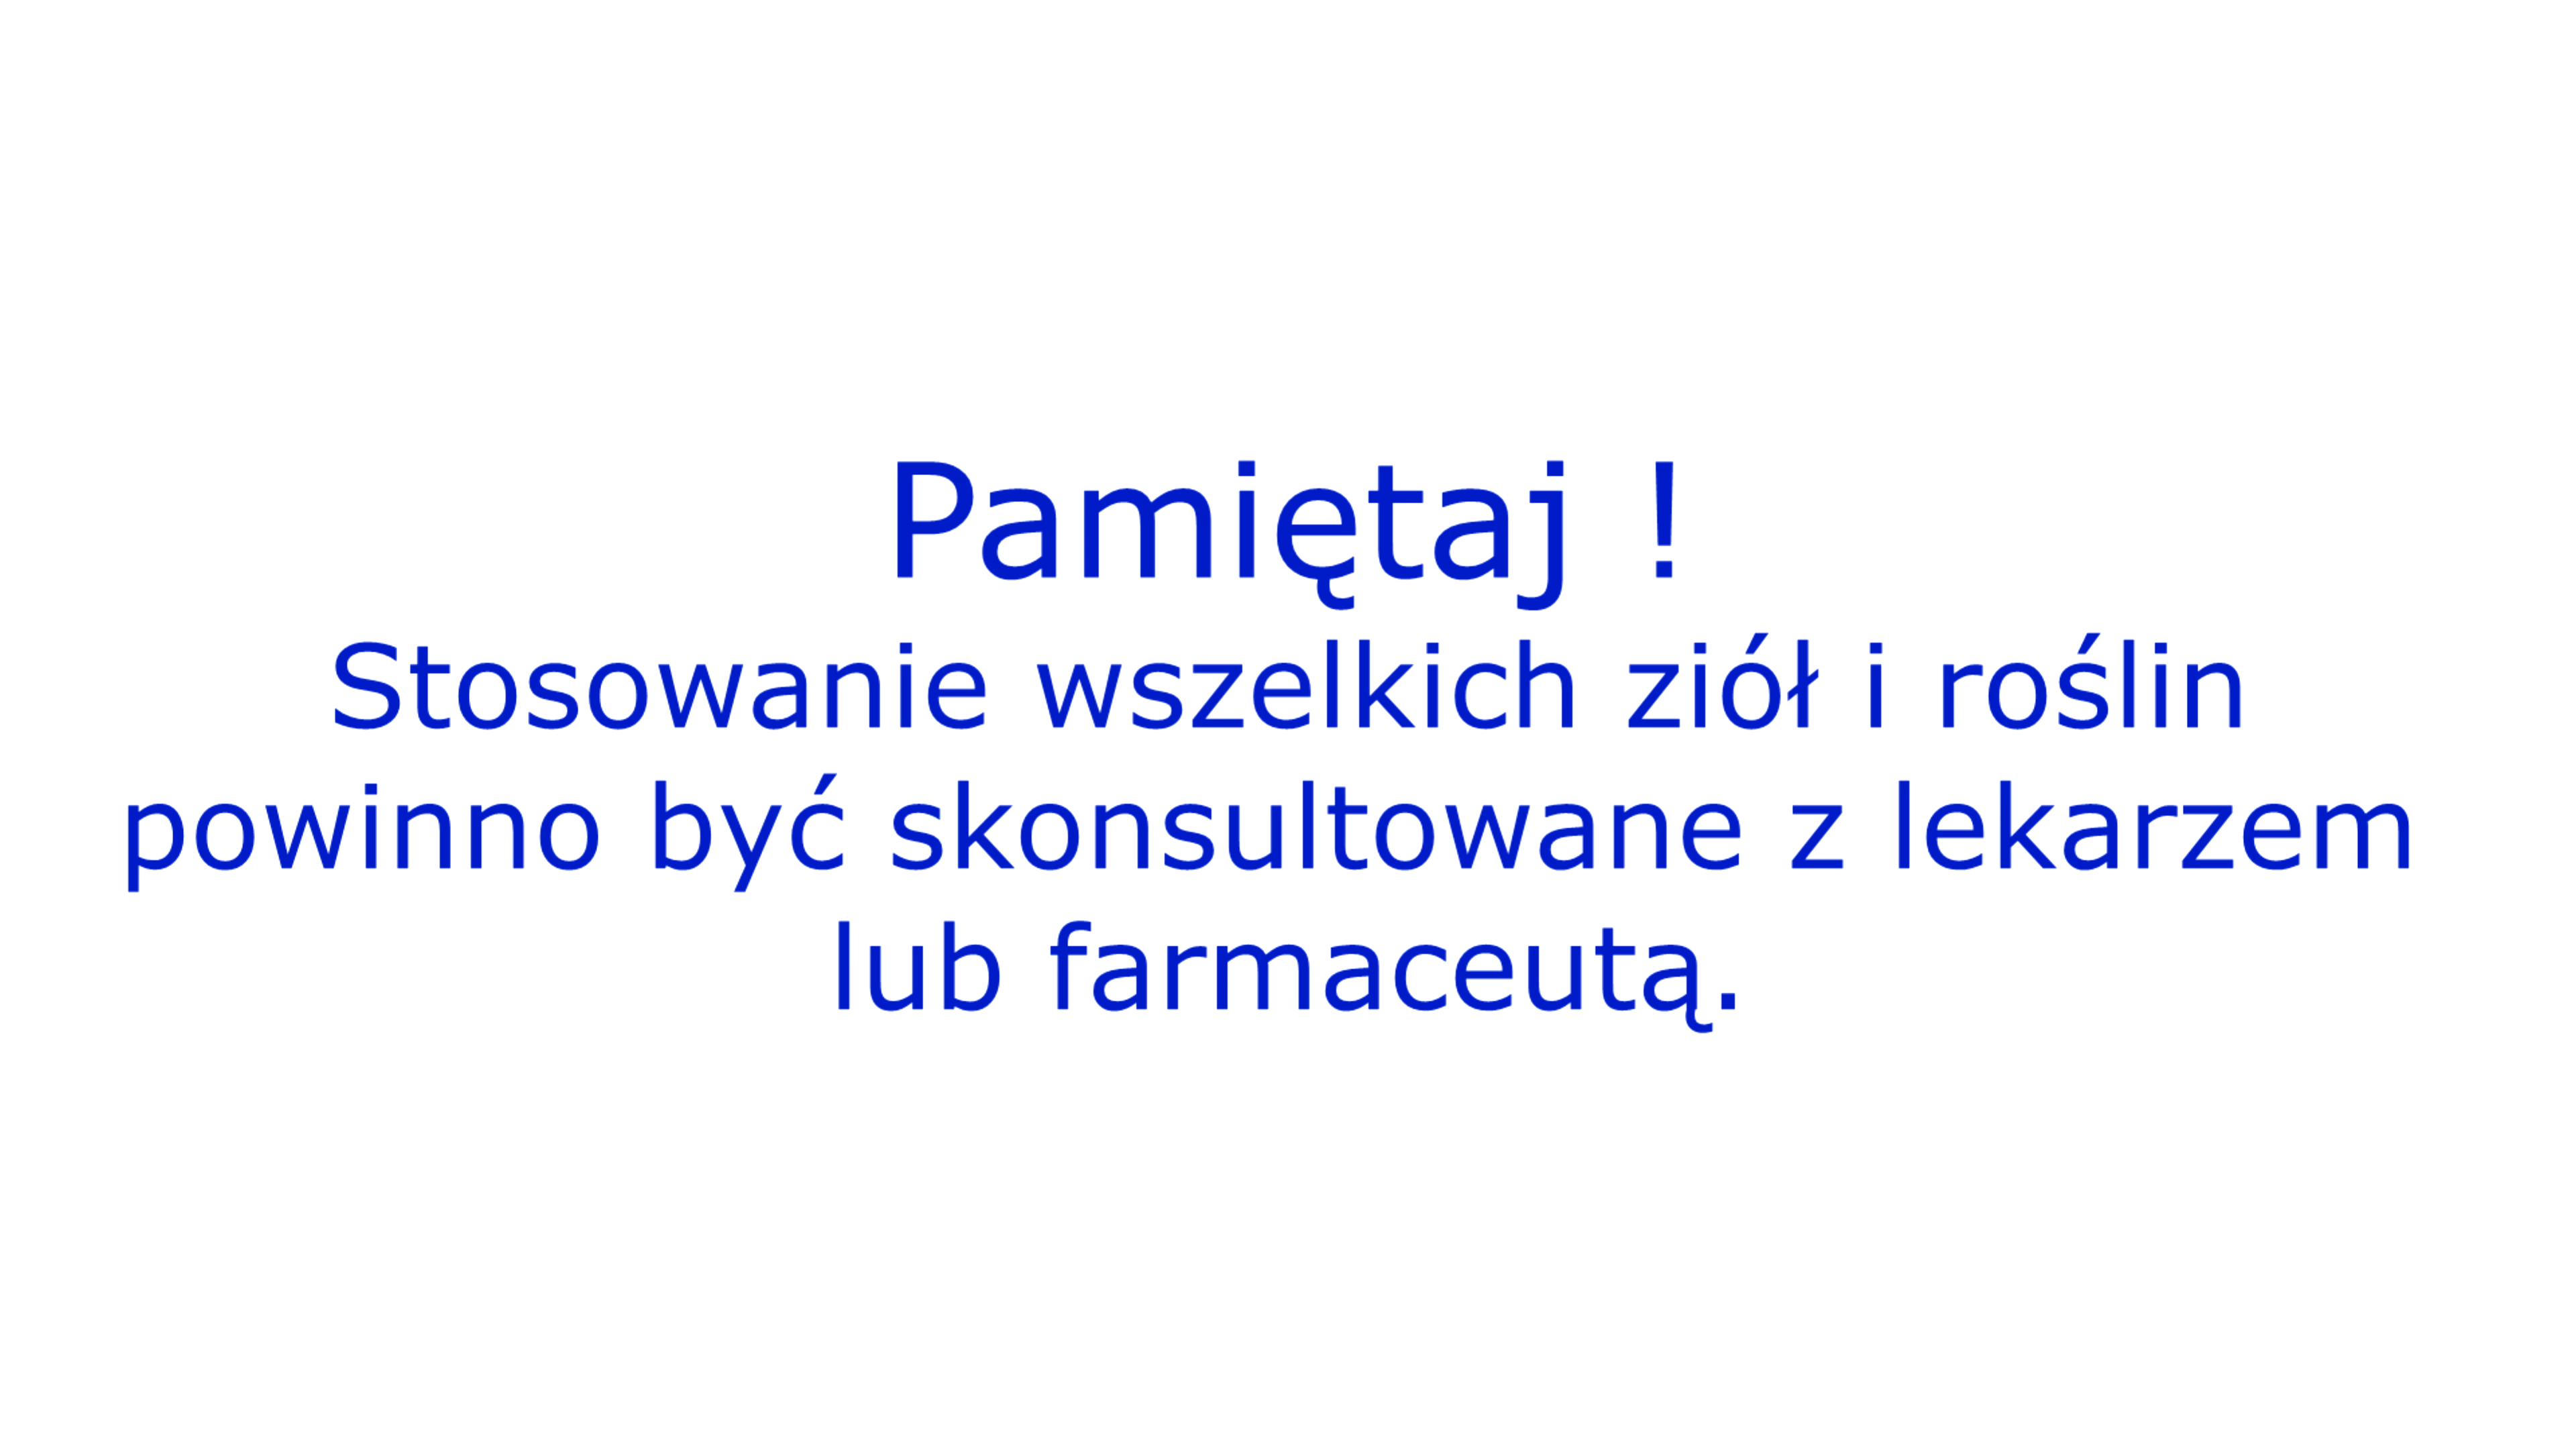 Pamiętaj !
Stosowanie wszelkich ziół i roślin
powinno być skonsultowane z lekarzem
lub farmaceutą.